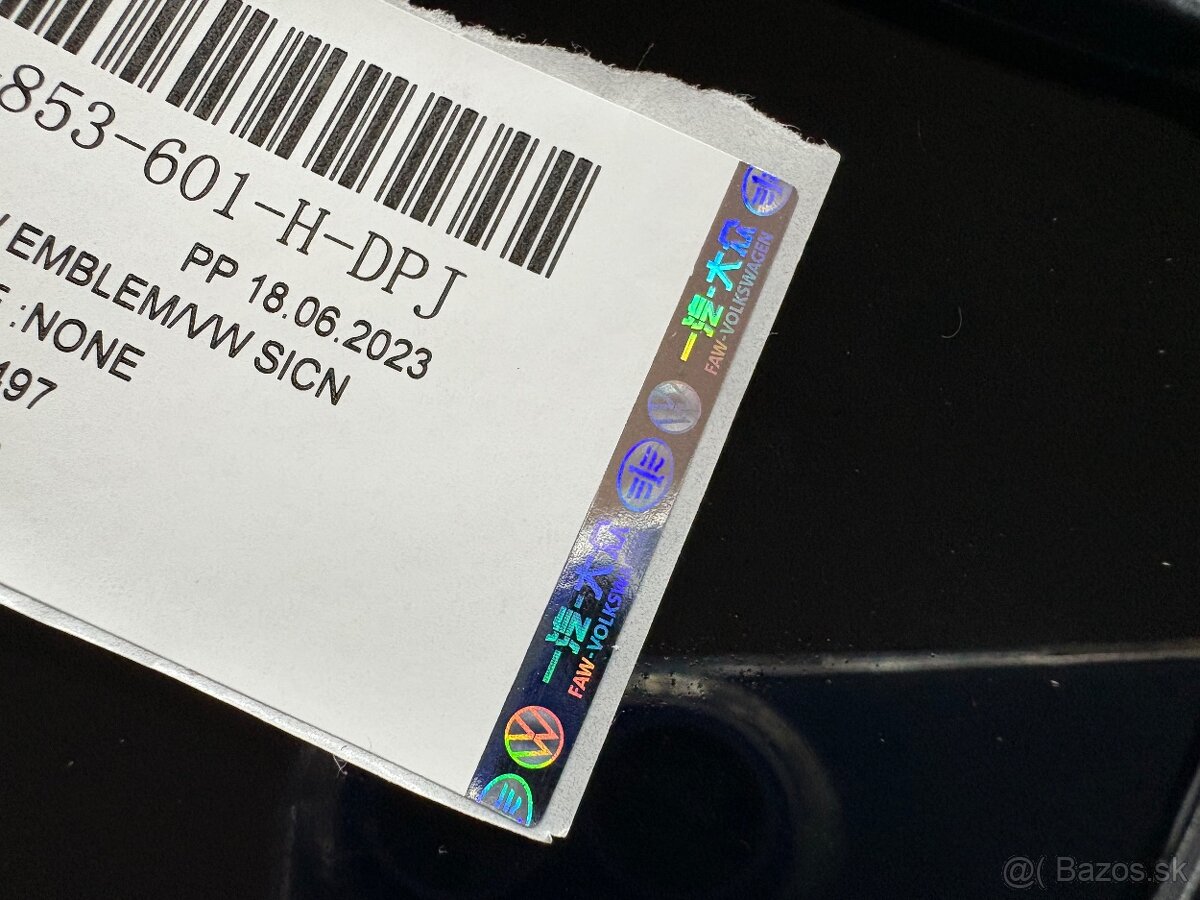 -853-601-H-DPJ
PP 18.06.2023
EMBLEM/VW SICN
:NONE
497
一汽-大众
FAW-VOLKSWAGEN
一汽-大众
FAW-VOLKSW
@( Bazos.sk